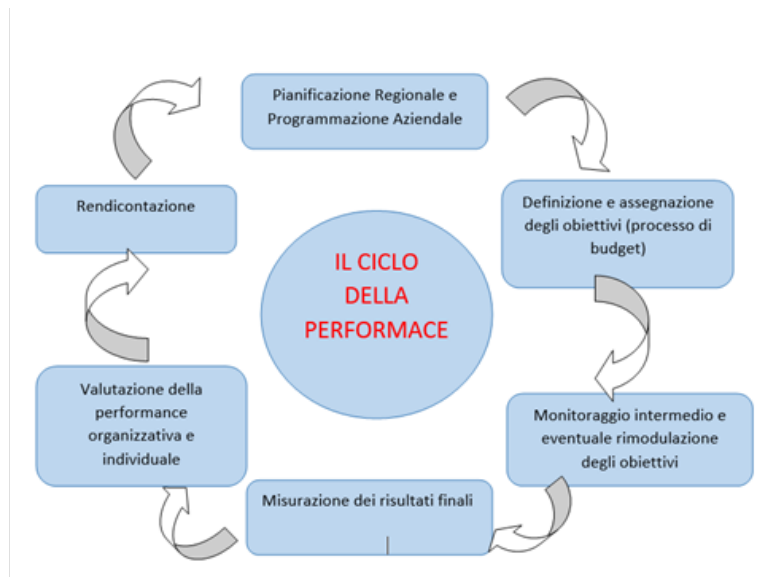 Pianificazione Regionale e
Programmazione Aziendale
Definizione e assegnazione
degli obiettivi (processo di
budget)
Monitoraggio intermedio e
eventuale rimodulazione
degli obiettivi
Misurazione dei risultati finali
Valutazione della
performance
organizzativa e
individuale
Rendicontazione
IL CICLO
DELLA
PERFORMACE